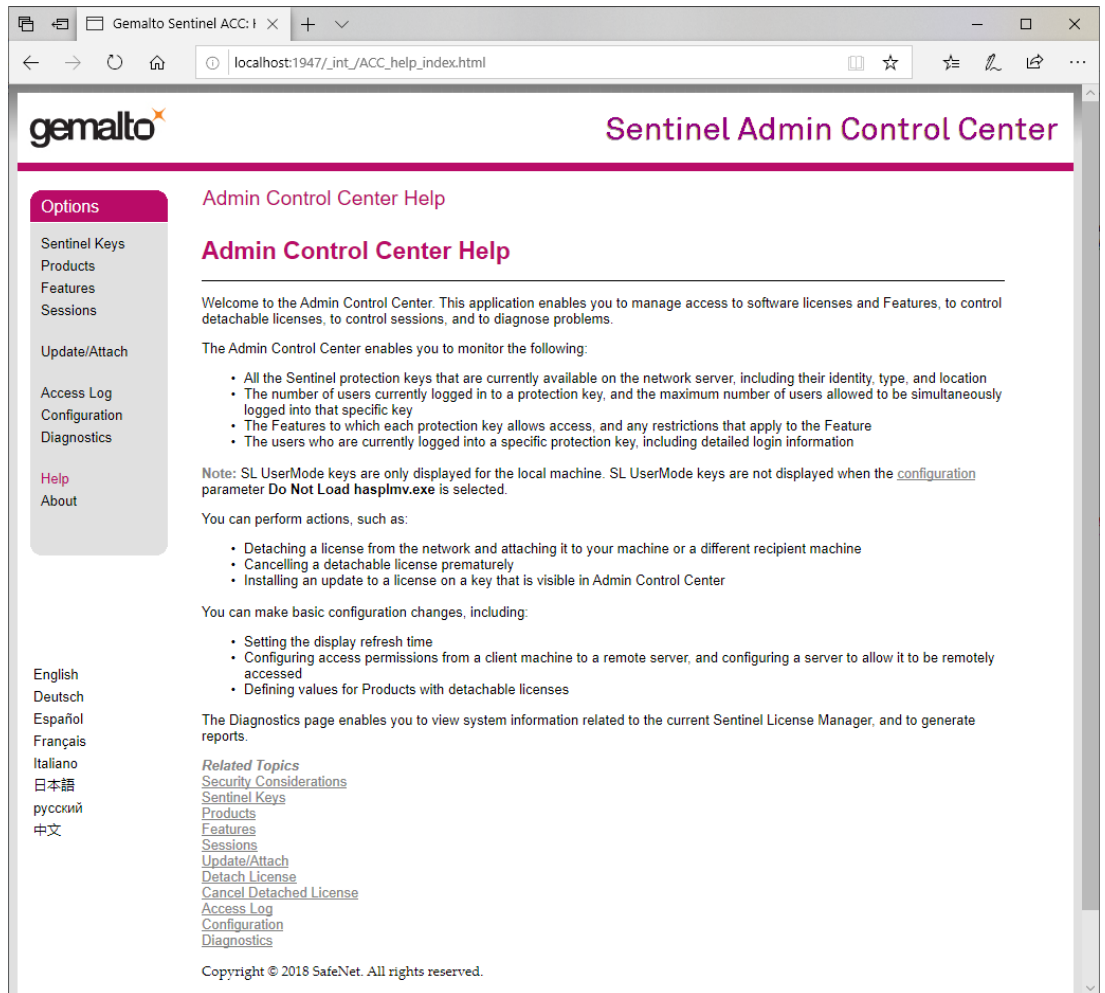 Gemalto Sentinel ACC: H
localhost:1947/_int_/ACC_help_index.html
gemalto
Sentinel Admin Control Center
Options
Sentinel Keys
Products
Features
Sessions
Update/Attach
Access Log
Configuration
Diagnostics
Help
About
English
Deutsch
Español
Français
Italiano
日本語
русский
中文
Admin Control Center Help
Admin Control Center Help
Welcome to the Admin Control Center. This application enables you to manage access to software licenses and Features, to control
detachable licenses, to control sessions, and to diagnose problems.
The Admin Control Center enables you to monitor the following:
• All the Sentinel protection keys that are currently available on the network server, including their identity, type, and location
• The number of users currently logged in to a protection key, and the maximum number of users allowed to be simultaneously
logged into that specific key
• The Features to which each protection key allows access, and any restrictions that apply to the Feature
• The users who are currently logged into a specific protection key, including detailed login information
Note: SL UserMode keys are only displayed for the local machine. SL UserMode keys are not displayed when the configuration
parameter Do Not Load hasplmv.exe is selected.
You can perform actions, such as:
• Detaching a license from the network and attaching it to your machine or a different recipient machine
• Cancelling a detachable license prematurely
• Installing an update to a license on a key that is visible in Admin Control Center
You can make basic configuration changes, including:
• Setting the display refresh time
• Configuring access permissions from a client machine to a remote server, and configuring a server to allow it to be remotely
accessed
• Defining values for Products with detachable licenses
The Diagnostics page enables you to view system information related to the current Sentinel License Manager, and to generate
reports.
Related Topics
Security Considerations
Sentinel Keys
Products
Features
Sessions
Update/Attach
Detach License
Cancel Detached License
Access Log
Configuration
Diagnostics
Copyright © 2018 SafeNet. All rights reserved.